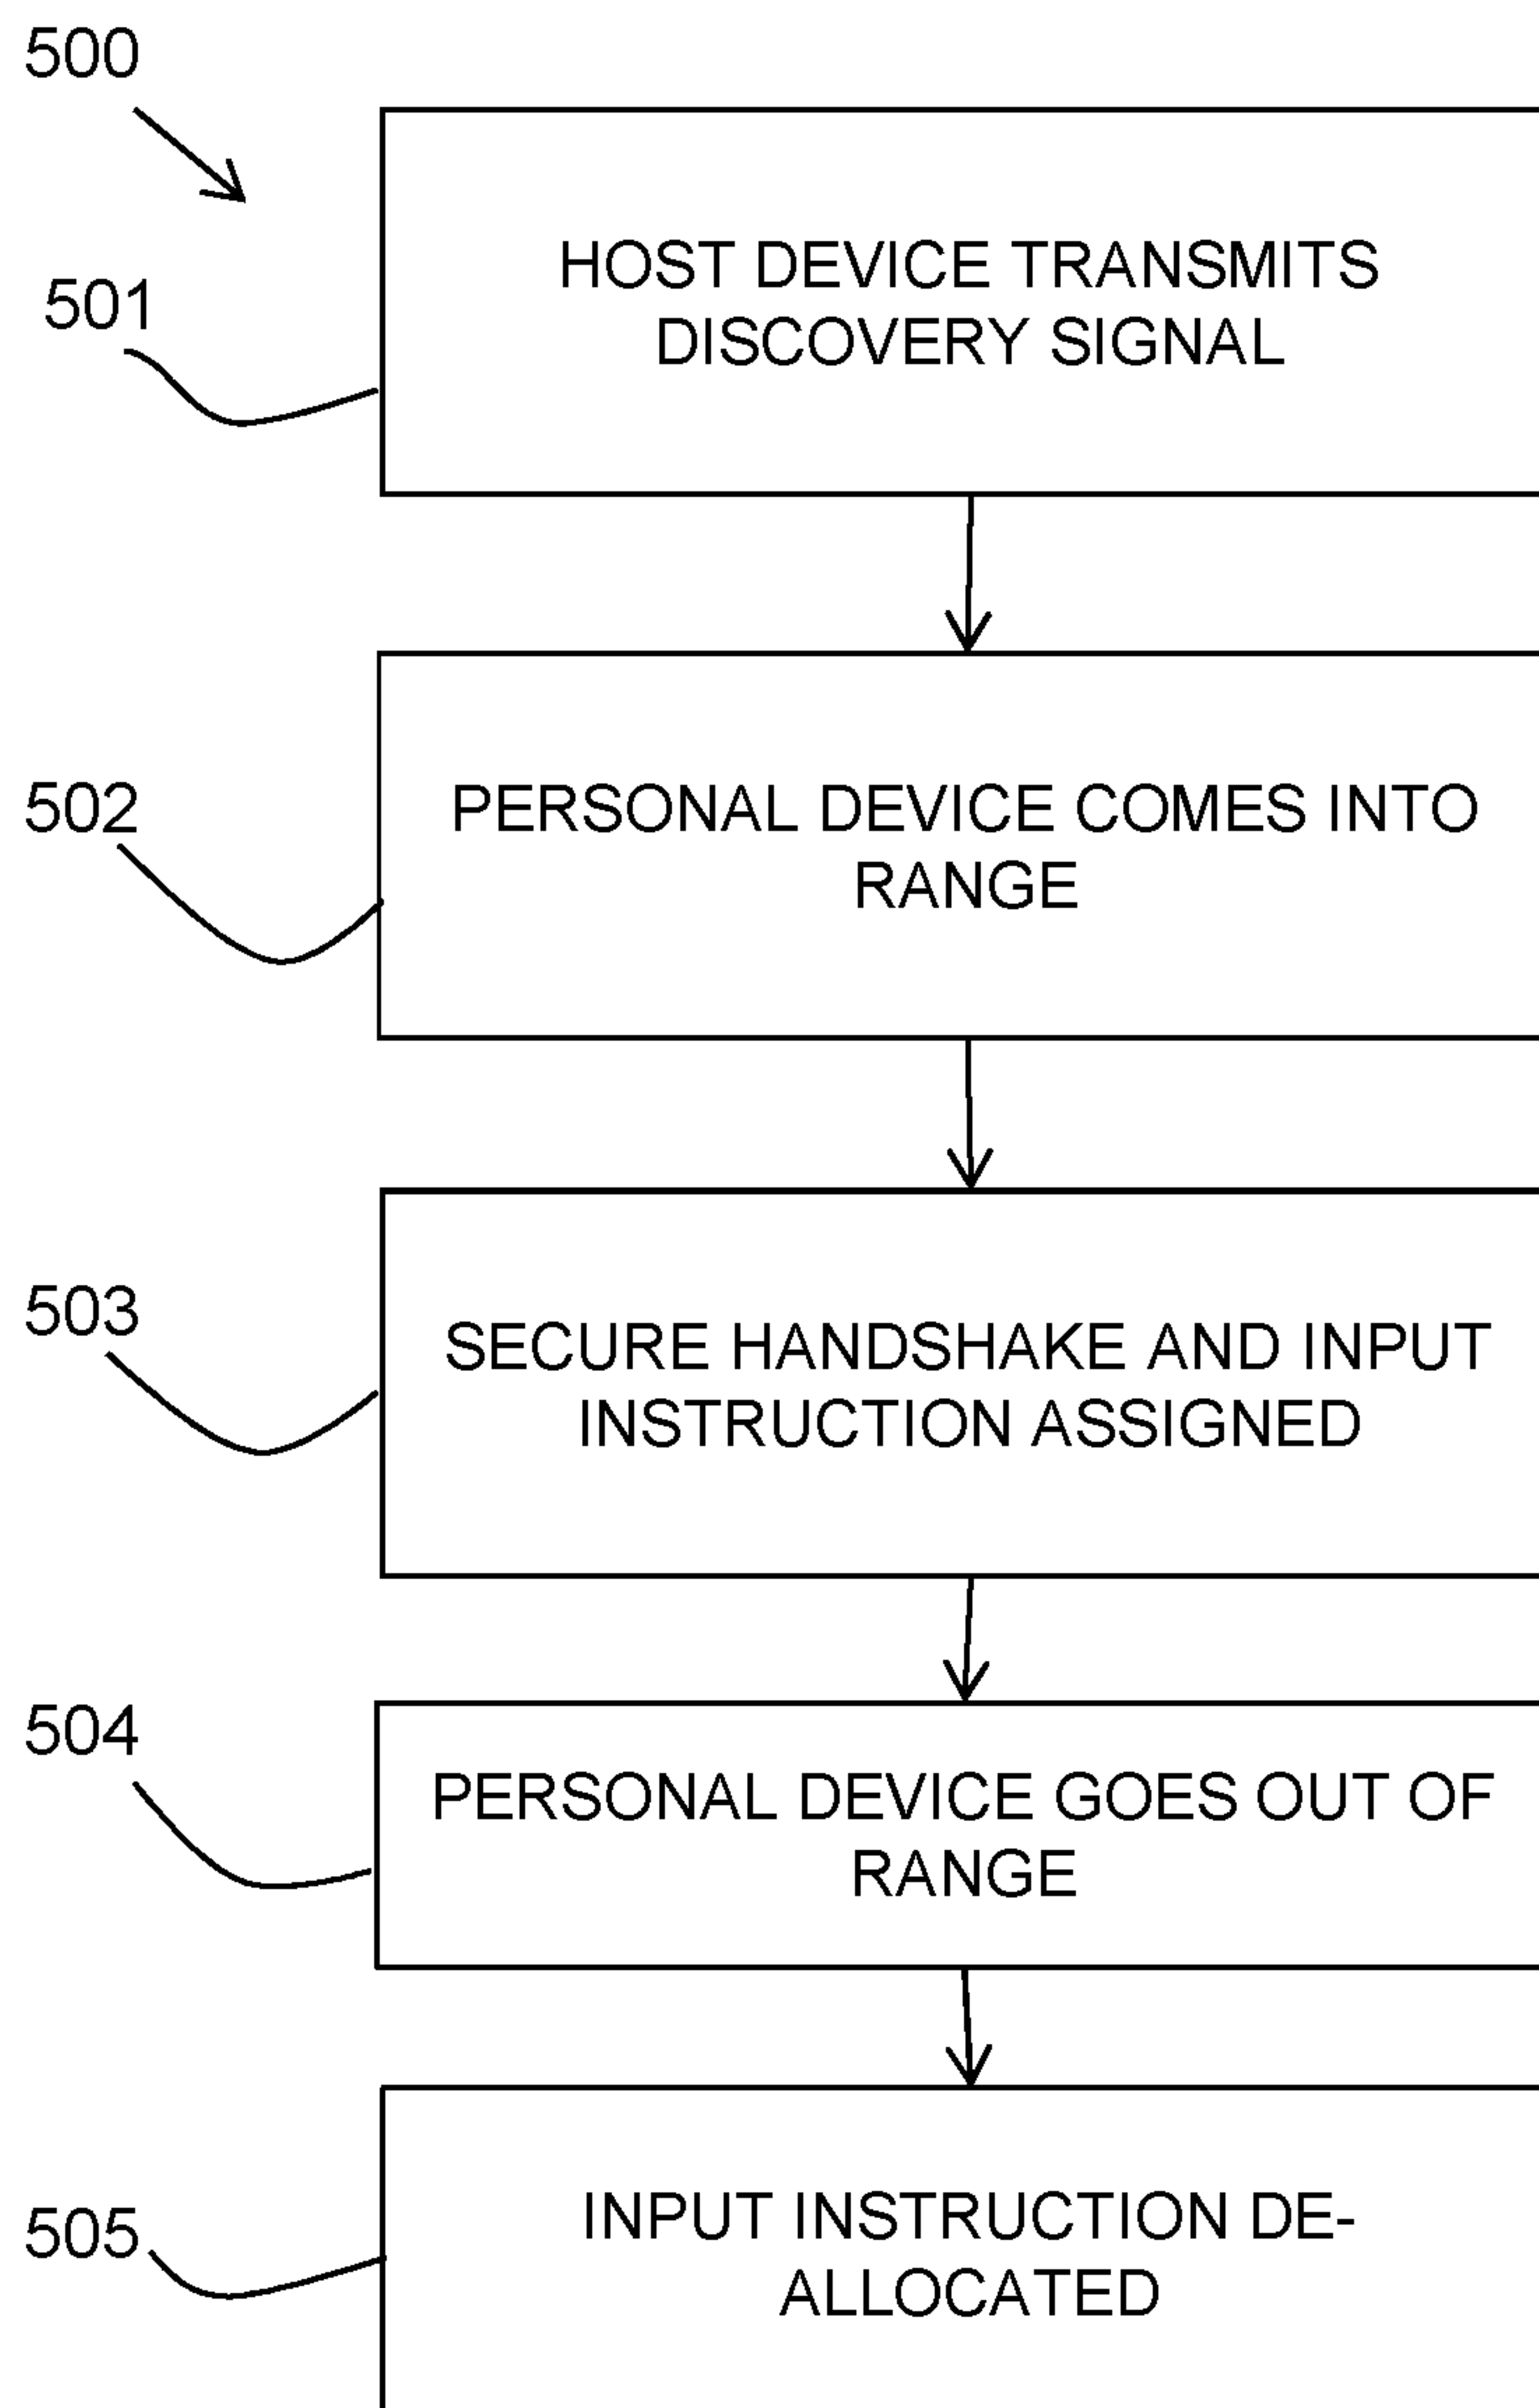 500
501
HOST DEVICE TRANSMITS
DISCOVERY SIGNAL
502
PERSONAL DEVICE COMES INTO
RANGE
503
SECURE HANDSHAKE AND INPUT
INSTRUCTION ASSIGNED
504
PERSONAL DEVICE GOES OUT OF
RANGE
505
INPUT INSTRUCTION DE-
ALLOCATED